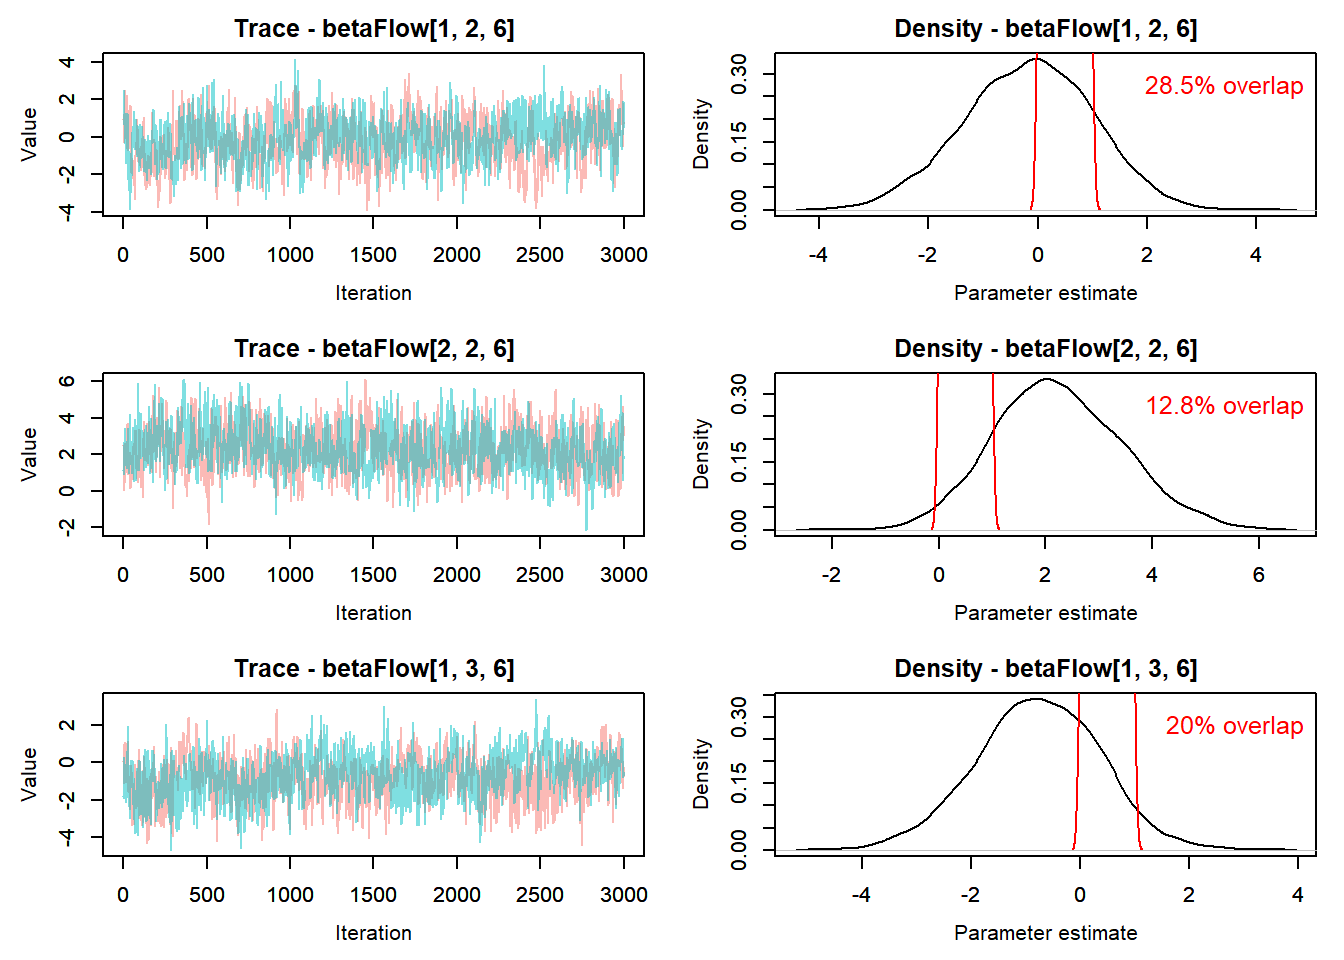 Trace - betaFlow[1, 2, 6]
Value
4
2
0
-2
-4
0 500 1000 1500 2000 2500 3000
Iteration
Density - betaFlow[1, 2, 6]
28.5% overlap
Density
0.30
0.15
0.00
-4 -2 0 2 4
Parameter estimate
Trace - betaFlow[2, 2, 6]
Value
6
4
2
0
-2
0 500 1000 1500 2000 2500 3000
Iteration
Density - betaFlow[2, 2, 6]
12.8% overlap
Density
0.30
0.15
0.00
-2 0 2 4 6
Parameter estimate
Trace - betaFlow[1, 3, 6]
Value
2
0
-2
-4
0 500 1000 1500 2000 2500 3000
Iteration
Density - betaFlow[1, 3, 6]
20% overlap
Density
0.30
0.15
0.00
-4 -2 0 2 4
Parameter estimate